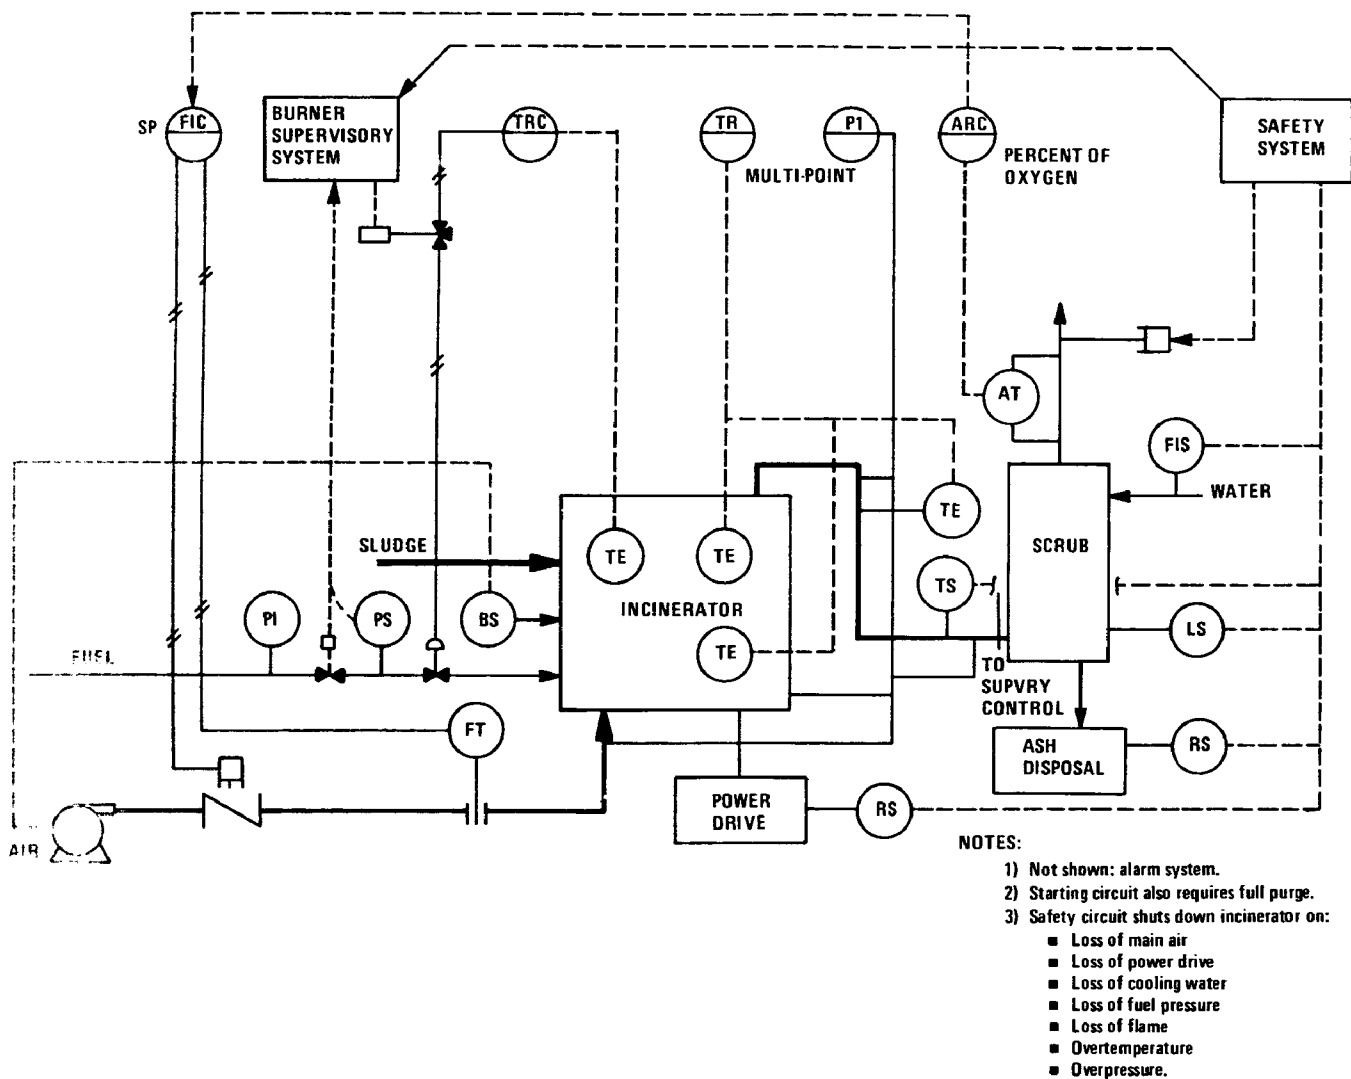 SP
FIC
BURNER
SUPERVISORY
SYSTEM
TRC
TR
MULTI-POINT
P1
ARC
PERCENT OF
OXYGEN
SAFETY
SYSTEM
AT
FIS
WATER
TE
SCRUB
SLUDGE
TE
TE
TS
PI
PS
BS
INCINERATOR
LS
FUEL
TE
TO
SUPVRY
CONTROL
FT
ASH
DISPOSAL
RS
POWER
DRIVE
RS
AIR
NOTES:
1) Not shown: alarm system.
2) Starting circuit also requires full purge.
3) Safety circuit shuts down incinerator on:
■ Loss of main air
■ Loss of power drive
■ Loss of cooling water
■ Loss of fuel pressure
■ Loss of flame
■ Overtemperature
■ Overpressure.